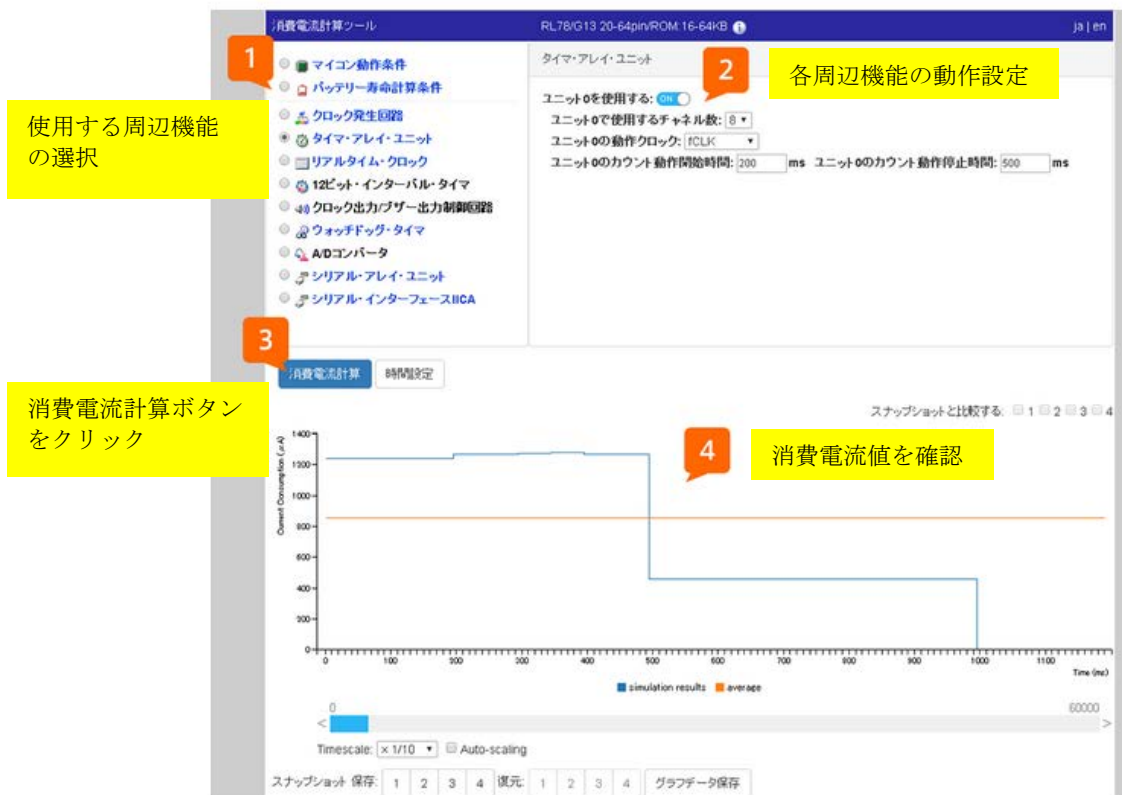 消費電流計算ツール RL78/G13 20-64pin/ROM:16-64KB ja | en
1
マイコン動作条件
バッテリー寿命計算条件
クロック発生回路
タイマ・アレイ・ユニット
リアルタイム・クロック
12ビット・インターバル・タイマ
クロック出力/ブザー出力制御回路
ウォッチドッグ・タイマ
A/Dコンバータ
シリアル・アレイ・ユニット
シリアル・インターフェースIICA
使用する周辺機能
の選択
タイマ・アレイ・ユニット
2
各周辺機能の動作設定
ユニット0を使用する: ON
ユニット0で使用するチャネル数: 8
ユニット0の動作クロック: fCLK
ユニット0のカウント動作開始時間: 200 ms ユニット0のカウント動作停止時間: 500 ms
3
消費電流計算 時間設定
消費電流計算ボタン
をクリック
スナップショットと比較する: 1 2 3 4
4
消費電流値を確認
Current Consumption (μA)
1400
1200
1000
800
600
400
200
0
0 100 200 300 400 500 600 700 800 900 1000 1100
Time (ms)
simulation results average
0 60000
< >
Timescale: × 1/10 Auto-scaling
スナップショット 保存: 1 2 3 4 復元: 1 2 3 4 グラフデータ保存